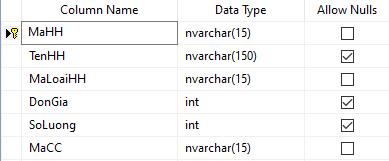 Column Name Data Type Allow Nulls
MaHH nvarchar(15)
TenHH nvarchar(150)
MaLoaiHH nvarchar(15)
DonGia int
SoLuong int
MaCC nvarchar(15)